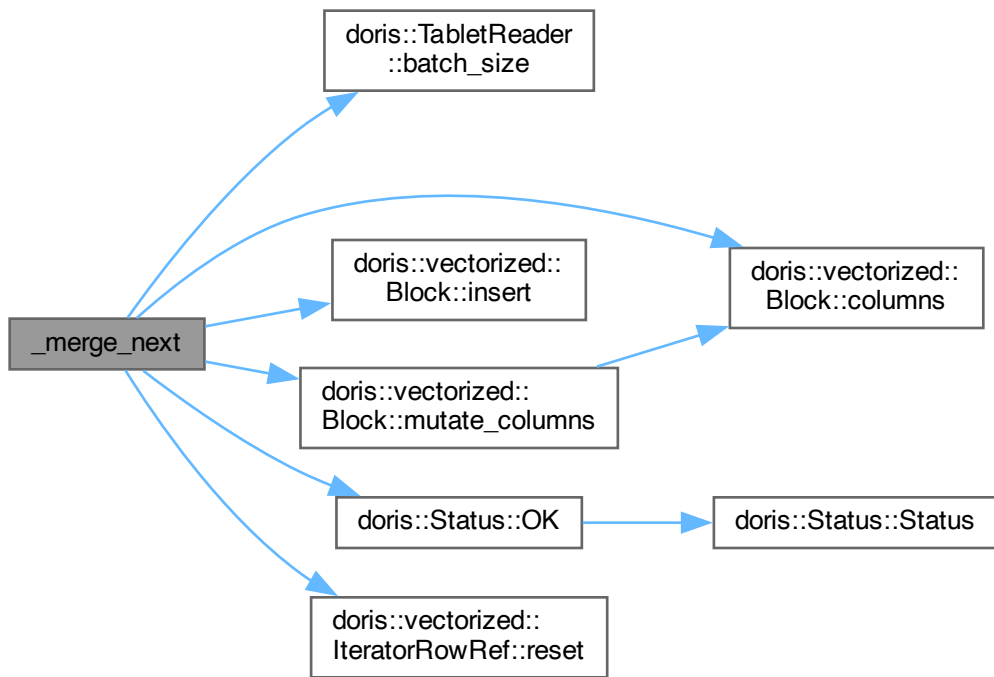 doris::TabletReader
::batch_size
doris::vectorized::
Block::insert
doris::vectorized::
Block::columns
_merge_next
doris::vectorized::
Block::mutate_columns
doris::Status::OK
doris::Status::Status
doris::vectorized::
IteratorRowRef::reset